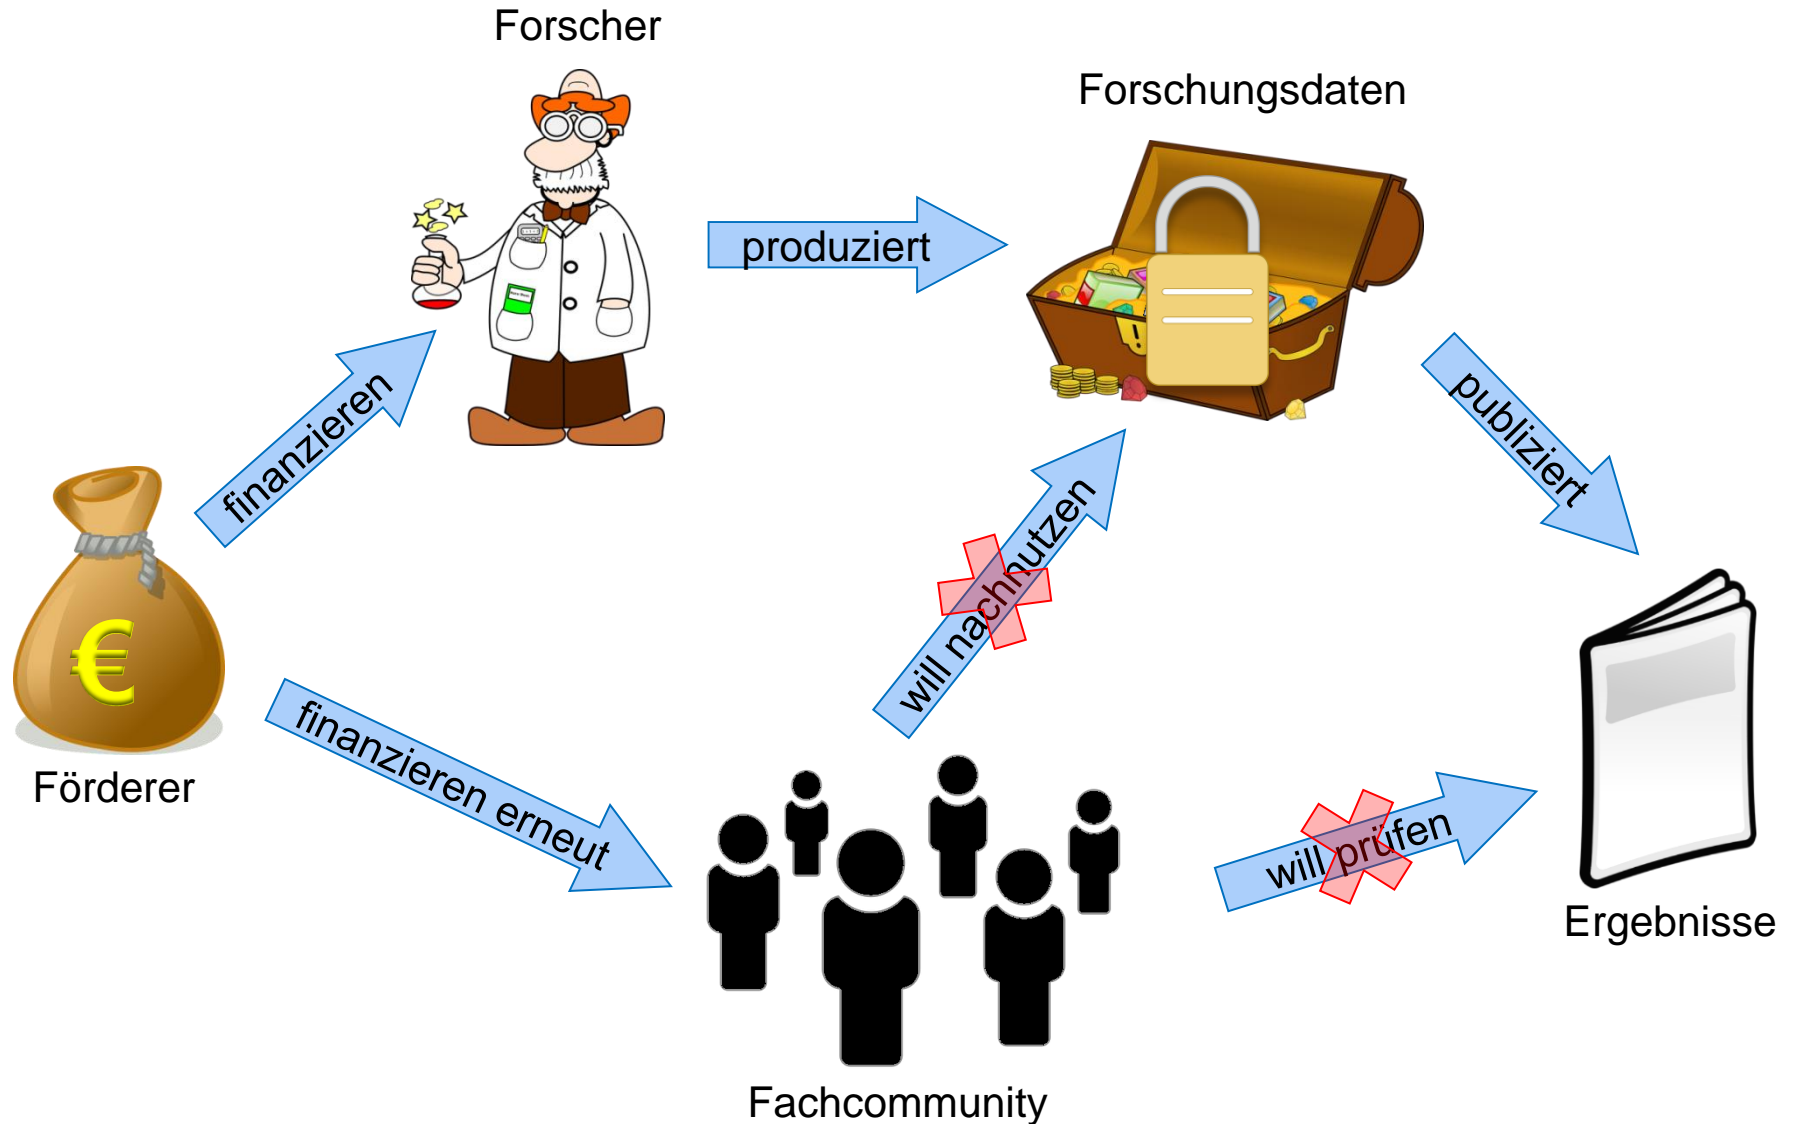 Forscher
Forschungsdaten
produziert
finanzieren
publiziert
will nachnutzen
€
finanzieren erneut
Förderer
will prüfen
Ergebnisse
Fachcommunity